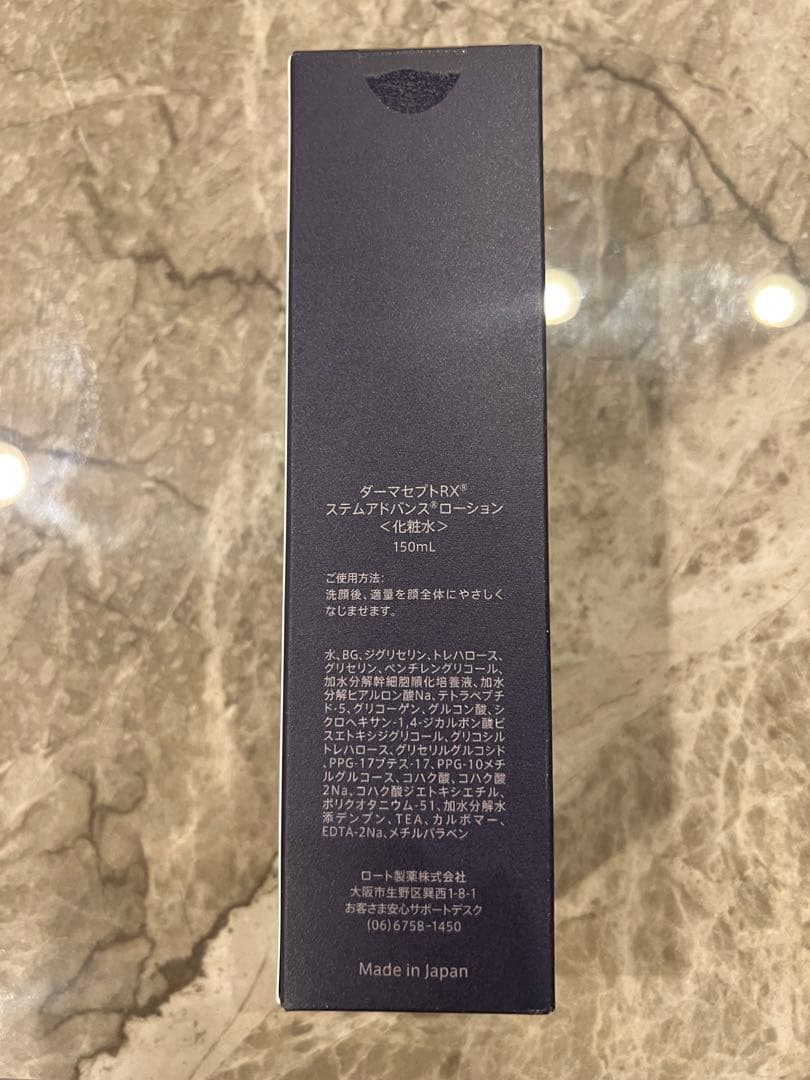 ダーマセプトRX®
ステムアドバンス®ローション
＜化粧水＞
150mL
ご使用方法:
洗顔後、適量を顔全体にやさしく
なじませます。
水、BG、ジグリセリン、トレハロース、
グリセリン、ペンチレングリコール、
加水分解幹細胞順化培養液、加水
分解ヒアルロン酸Na、テトラペプチ
ド-5、グリコーゲン、グルコン酸、シ
クロヘキサン-1,4-ジカルボン酸ビ
スエトキシジグリコール、グリコシル
トレハロース、グリセリルグルコシド
、PPG-17ブテス-17、PPG-10メチ
ルグルコース、コハク酸、コハク酸
2Na、コハク酸ジエトキシエチル、
ポリクオタニウム-51、加水分解水
添デンプン、TEA、カルボマー、
EDTA-2Na、メチルパラベン
ロート製薬株式会社
大阪市生野区巽西1-8-1
お客さま安心サポートデスク
(06)6758-1450
Made in Japan